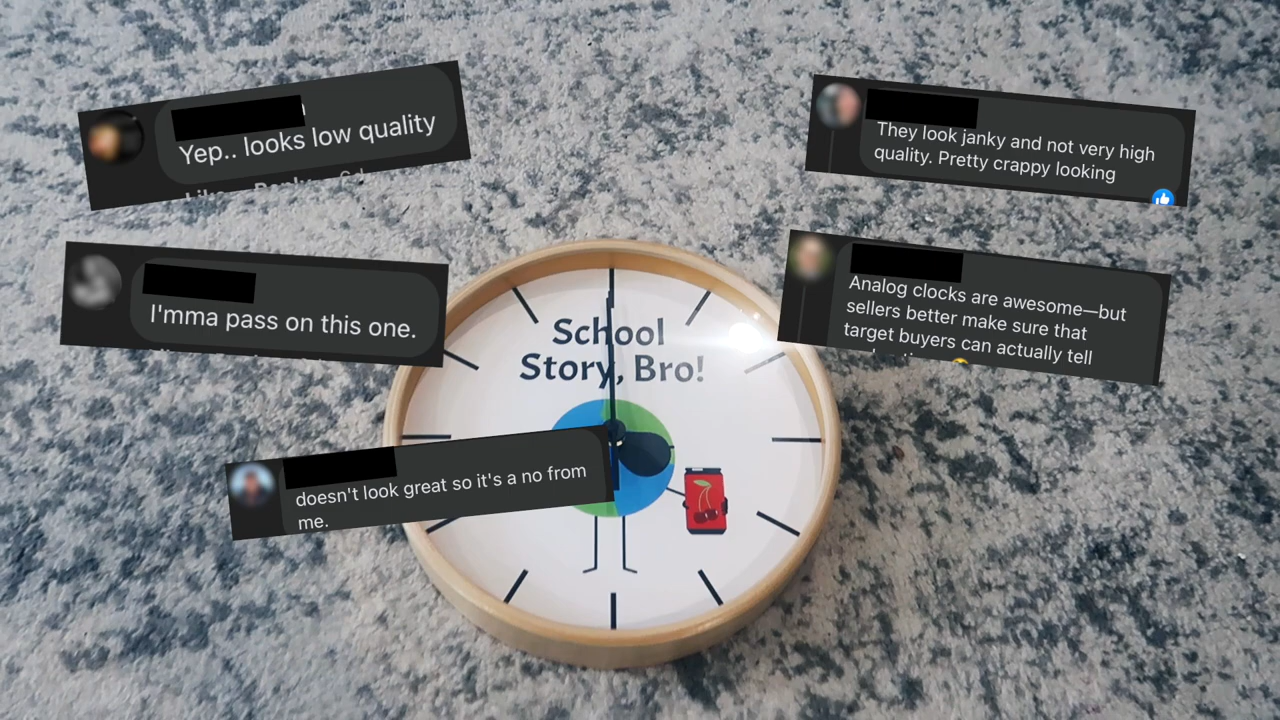 Yep.. looks low quality
They look janky and not very high
quality. Pretty crappy looking
I'mma pass on this one.
Analog clocks are awesome—but
sellers better make sure that
target buyers can actually tell
School
Story, Bro!
doesn't look great so it's a no from
me.